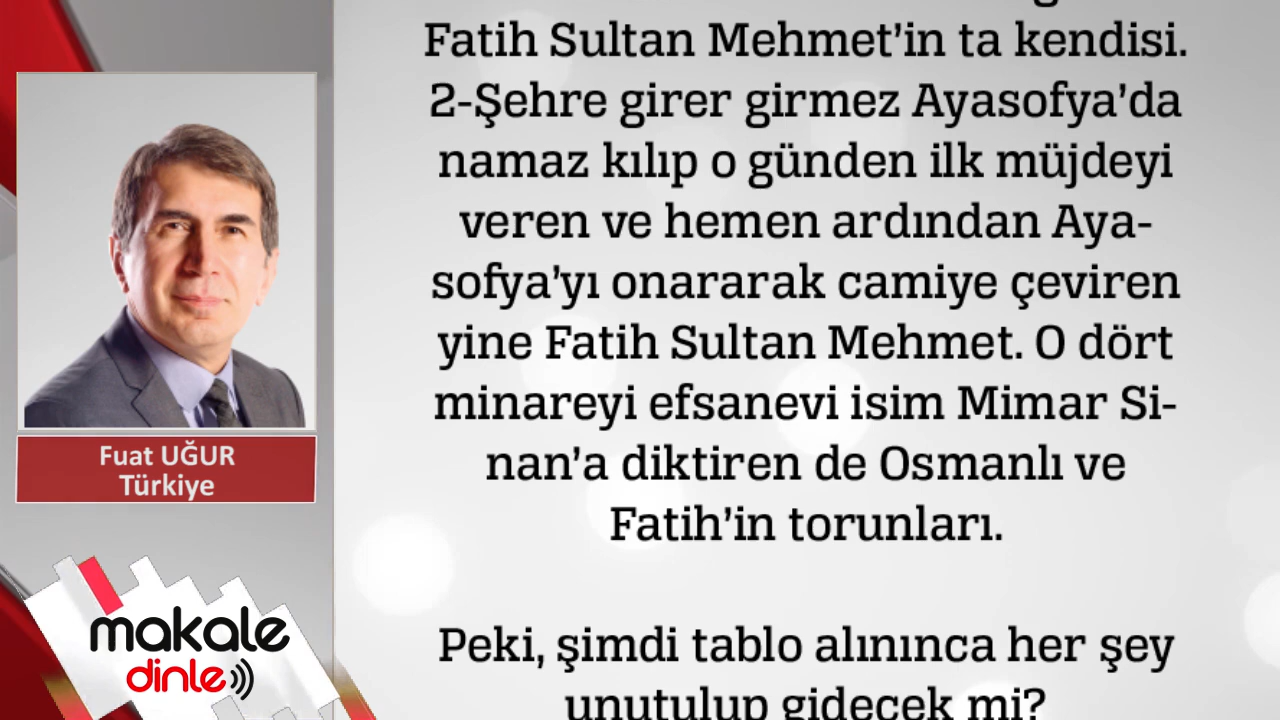 Fatih Sultan Mehmet’in ta kendisi.
2-Şehre girer girmez Ayasofya’da
namaz kılıp o günden ilk müjdeyi
veren ve hemen ardından Aya-
sofya’yı onararak camiye çeviren
yine Fatih Sultan Mehmet. O dört
minareyi efsanevi isim Mimar Si-
nan’a diktiren de Osmanlı ve
Fatih’in torunları.
Peki, şimdi tablo alınınca her şey
unutulup gidecek mi?
Fuat UĞUR
Türkiye
makale
dinle